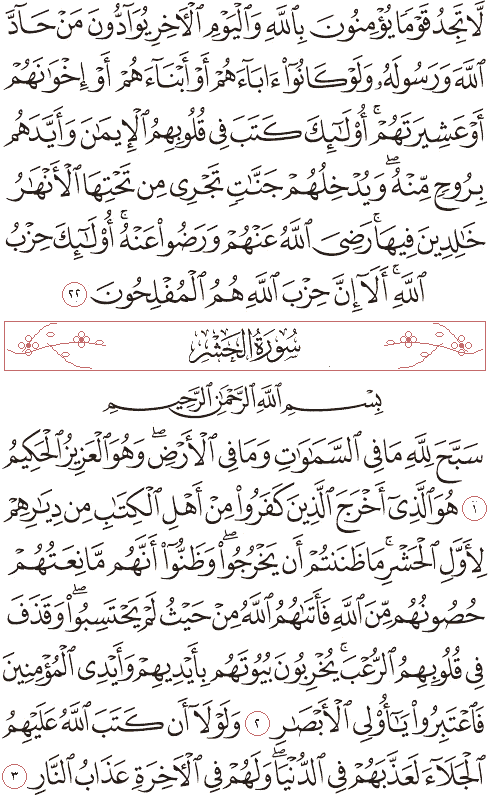 لَّا تَجِدُ قَوْمًا يُؤْمِنُونَ بِاللَّهِ وَالْيَوْمِ الْآخِرِ يُوَادُّونَ مَنْ حَادَّ
اللَّهَ وَرَسُولَهُ وَلَوْ كَانُوا ءَابَاءَهُمْ أَوْ أَبْنَاءَهُمْ أَوْ إِخْوَانَهُمْ
أَوْ عَشِيرَتَهُمْ ۚ أُولَٰئِكَ كَتَبَ فِي قُلُوبِهِمُ الْإِيمَانَ وَأَيَّدَهُم
بِرُوحٍ مِّنْهُ ۖ وَيُدْخِلُهُمْ جَنَّاتٍ تَجْرِي مِن تَحْتِهَا الْأَنْهَارُ
خَالِدِينَ فِيهَا ۚ رَضِيَ اللَّهُ عَنْهُمْ وَرَضُوا عَنْهُ ۚ أُولَٰئِكَ حِزْبُ
اللَّهِ ۚ أَلَا إِنَّ حِزْبَ اللَّهِ هُمُ الْمُفْلِحُونَ ٢٢
سُورَةُ الْحَشْرِ
بِسْمِ اللَّهِ الرَّحْمَٰنِ الرَّحِيمِ
سَبَّحَ لِلَّهِ مَا فِي السَّمَاوَاتِ وَمَا فِي الْأَرْضِ ۖ وَهُوَ الْعَزِيزُ الْحَكِيمُ
١ هُوَ الَّذِي أَخْرَجَ الَّذِينَ كَفَرُوا مِنْ أَهْلِ الْكِتَابِ مِن دِيَارِهِمْ
لِأَوَّلِ الْحَشْرِ ۚ مَا ظَنَنتُمْ أَن يَخْرُجُوا ۖ وَظَنُّوا أَنَّهُم مَّانِعَتُهُمْ
حُصُونُهُم مِّنَ اللَّهِ فَأَتَاهُمُ اللَّهُ مِنْ حَيْثُ لَمْ يَحْتَسِبُوا ۖ وَقَذَفَ
فِي قُلُوبِهِمُ الرُّعْبَ ۚ يُخْرِبُونَ بُيُوتَهُم بِأَيْدِيهِمْ وَأَيْدِي الْمُؤْمِنِينَ
فَاعْتَبِرُوا يَا أُولِي الْأَبْصَارِ ٢ وَلَوْلَا أَن كَتَبَ اللَّهُ عَلَيْهِمُ
الْجَلَاءَ لَعَذَّبَهُمْ فِي الدُّنْيَا ۖ وَلَهُمْ فِي الْآخِرَةِ عَذَابُ النَّارِ ٣